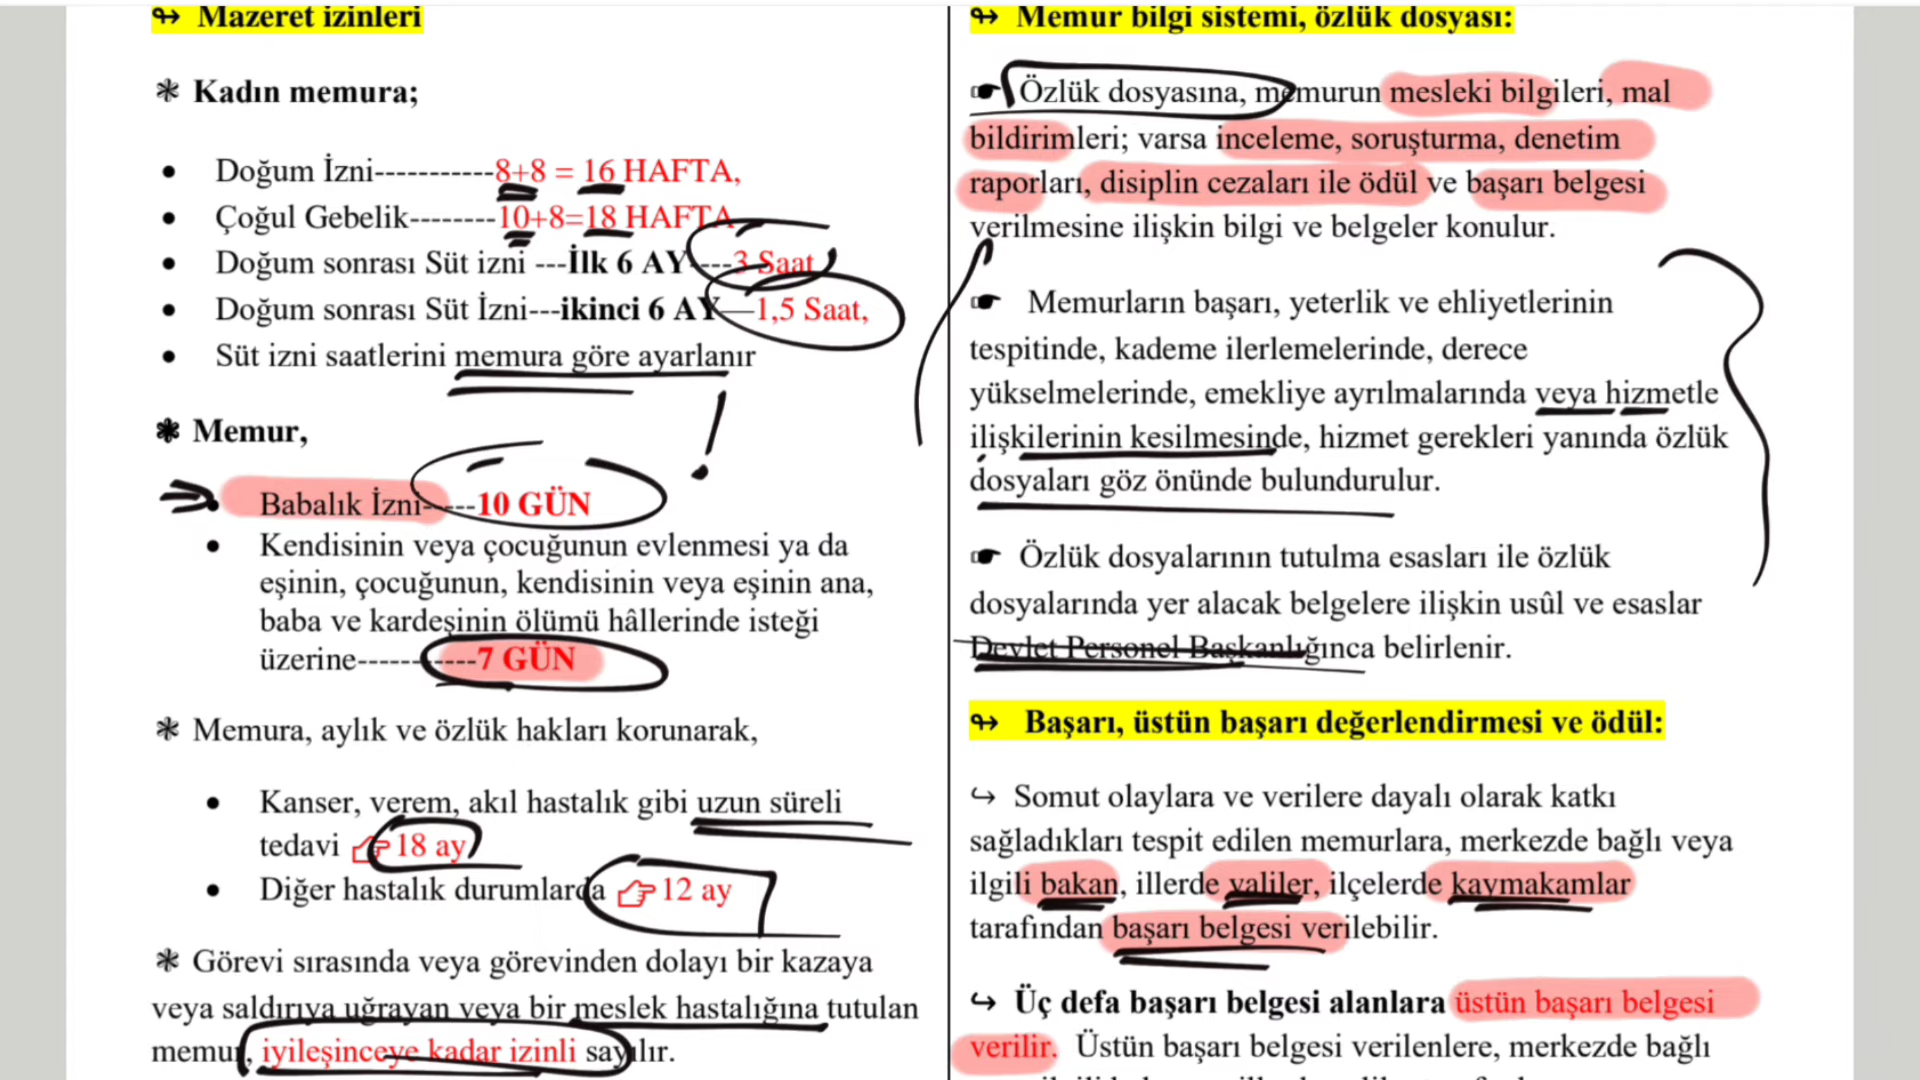 ↬ Mazeret izinleri
❃ Kadın memura;
• Doğum İzni-----------8+8 = 16 HAFTA,
• Çoğul Gebelik--------10+8=18 HAFTA
• Doğum sonrası Süt izni ---İlk 6 AY----3 Saat
• Doğum sonrası Süt İzni---ikinci 6 AY—1,5 Saat,
• Süt izni saatlerini memura göre ayarlanır
❃ Memur,
• Babalık İzni-----10 GÜN
• Kendisinin veya çocuğunun evlenmesi ya da
eşinin, çocuğunun, kendisinin veya eşinin ana,
baba ve kardeşinin ölümü hâllerinde isteği
üzerine-----------7 GÜN
❃ Memura, aylık ve özlük hakları korunarak,
• Kanser, verem, akıl hastalık gibi uzun süreli
tedavi 👉 18 ay
• Diğer hastalık durumlarda 👉 12 ay
❃ Görevi sırasında veya görevinden dolayı bir kazaya
veya saldırıya uğrayan veya bir meslek hastalığına tutulan
memur, iyileşinceye kadar izinli sayılır.
↬ Memur bilgi sistemi, özlük dosyası:
☛ Özlük dosyasına, memurun mesleki bilgileri, mal
bildirimleri; varsa inceleme, soruşturma, denetim
raporları, disiplin cezaları ile ödül ve başarı belgesi
verilmesine ilişkin bilgi ve belgeler konulur.
☛ Memurların başarı, yeterlik ve ehliyetlerinin
tespitinde, kademe ilerlemelerinde, derece
yükselmelerinde, emekliye ayrılmalarında veya hizmetle
ilişkilerinin kesilmesinde, hizmet gerekleri yanında özlük
dosyaları göz önünde bulundurulur.
☛ Özlük dosyalarının tutulma esasları ile özlük
dosyalarında yer alacak belgelere ilişkin usûl ve esaslar
Devlet Personel Başkanlığınca belirlenir.
↬ Başarı, üstün başarı değerlendirmesi ve ödül:
↪ Somut olaylara ve verilere dayalı olarak katkı
sağladıkları tespit edilen memurlara, merkezde bağlı veya
ilgili bakan, illerde valiler, ilçelerde kaymakamlar
tarafından başarı belgesi verilebilir.
↪ Üç defa başarı belgesi alanlara üstün başarı belgesi
verilir. Üstün başarı belgesi verilenlere, merkezde bağlı